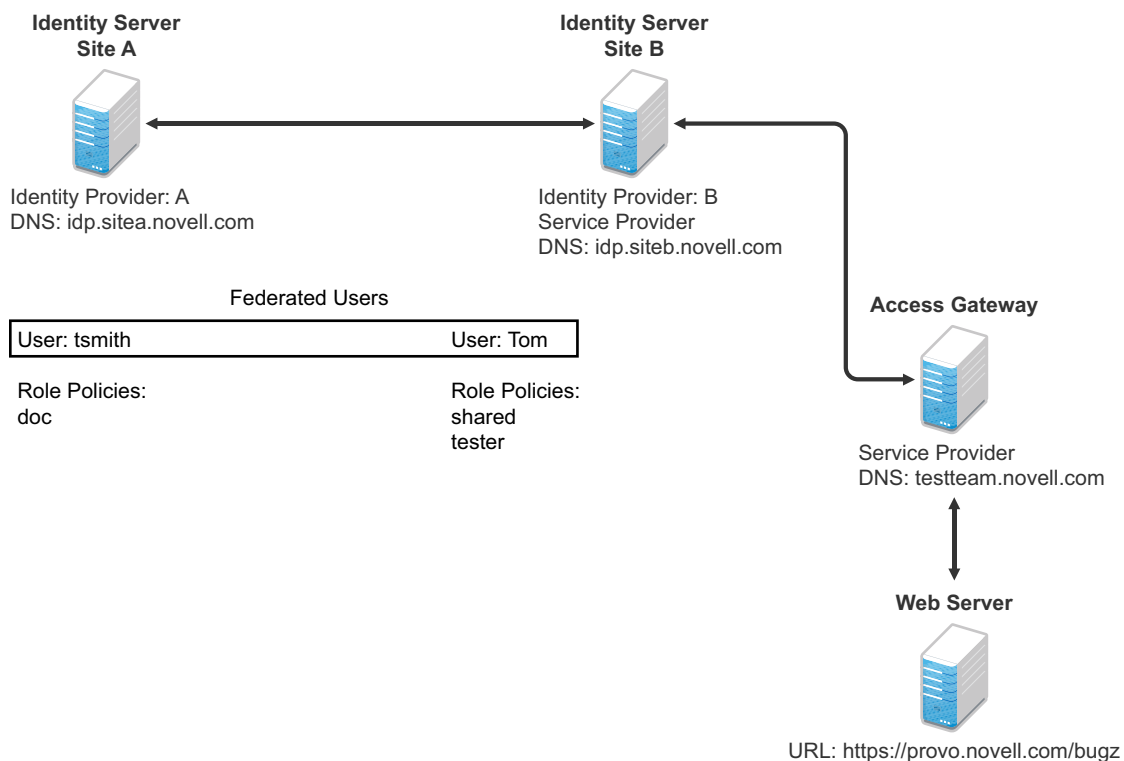 Identity Server
Site A
Identity Server
Site B
Identity Provider: A
DNS: idp.sitea.novell.com
Identity Provider: B
Service Provider
DNS: idp.siteb.novell.com
Federated Users
User: tsmith
User: Tom
Role Policies:
doc
Role Policies:
shared
tester
Access Gateway
Service Provider
DNS: testteam.novell.com
Web Server
URL: https://provo.novell.com/bugz